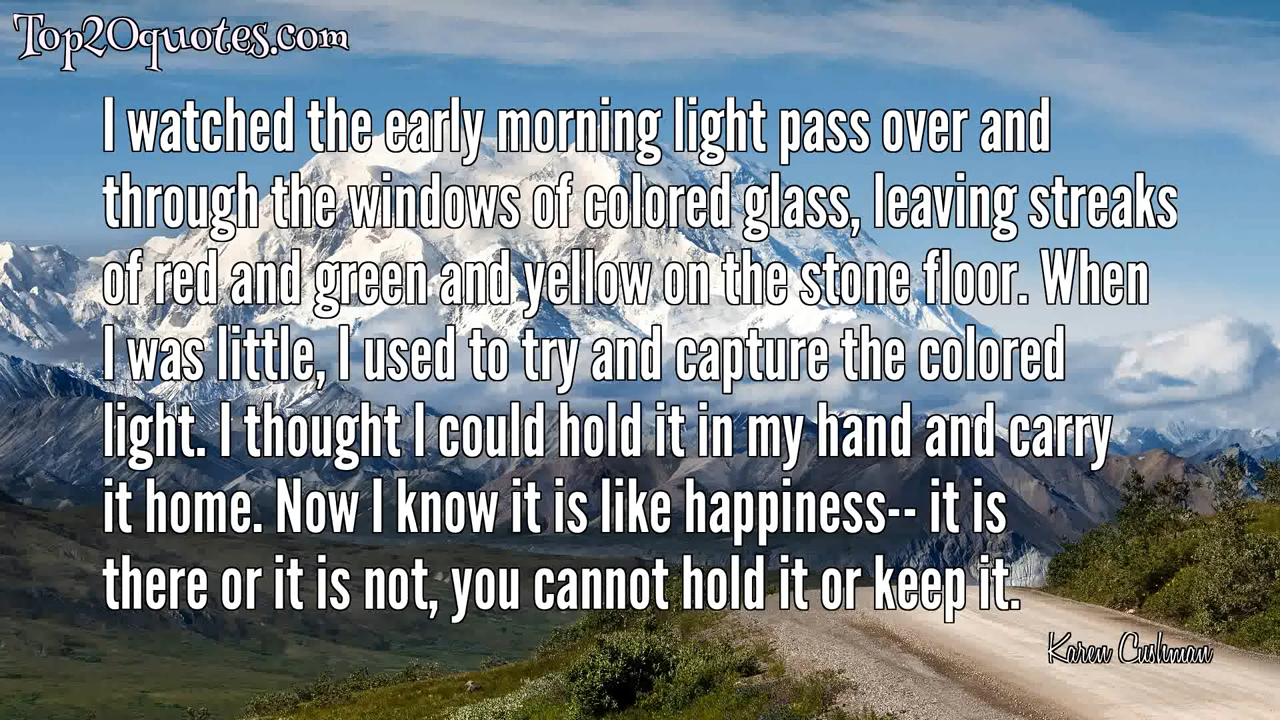 Top20quotes.com
I watched the early morning light pass over and
through the windows of colored glass, leaving streaks
of red and green and yellow on the stone floor. When
I was little, I used to try and capture the colored
light. I thought I could hold it in my hand and carry
it home. Now I know it is like happiness-- it is
there or it is not, you cannot hold it or keep it.
Karen Cushman